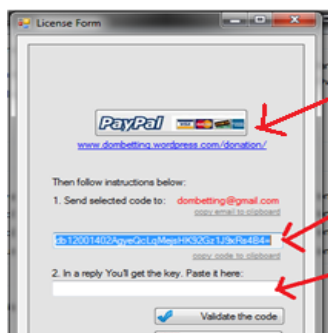 License Form
PayPal VISA
www.dombetting.wordpress.com/donation/
Then follow instructions below:
1. Send selected code to: dombetting@gmail.com
copy email to clipboard
db12001402AgyeQcLqMejsHK92Gz1J9xRs4B4=
copy code to clipboard
2. In a reply You'll get the key. Paste it here:
Validate the code